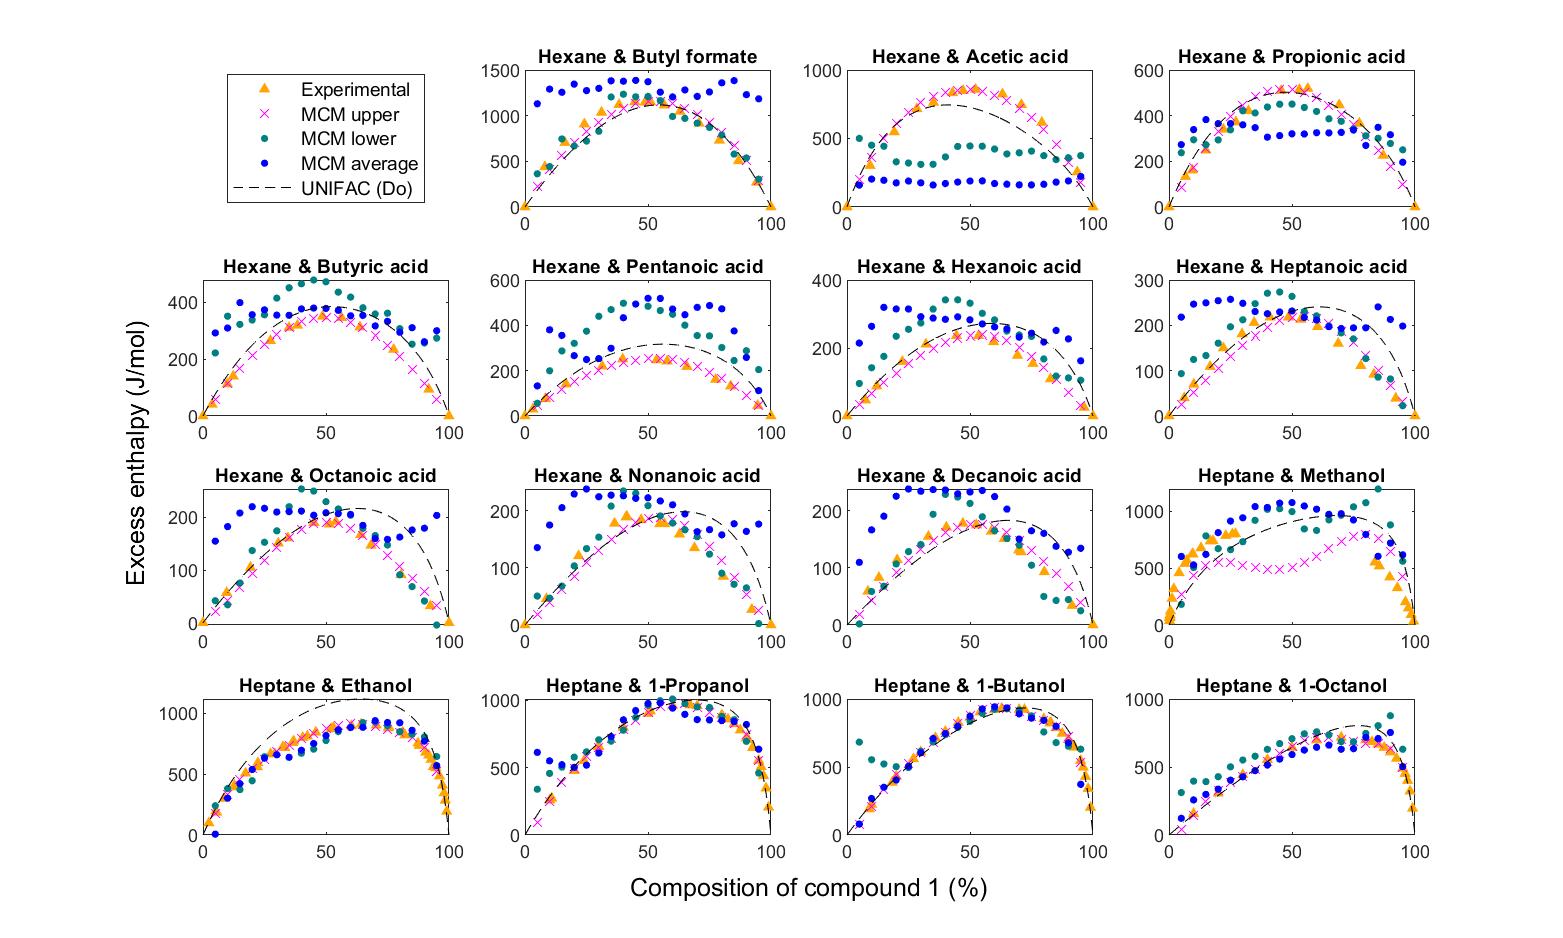 Experimental
MCM upper
MCM lower
MCM average
UNIFAC (Do)
Hexane & Butyl formate
1500
1000
500
0
0 50 100
Hexane & Acetic acid
1000
500
0
0 50 100
Hexane & Propionic acid
600
400
200
0
0 50 100
Hexane & Butyric acid
400
200
0
0 50 100
Hexane & Pentanoic acid
600
400
200
0
0 50 100
Hexane & Hexanoic acid
400
200
0
0 50 100
Hexane & Heptanoic acid
300
200
100
0
0 50 100
Hexane & Octanoic acid
200
100
0
0 50 100
Hexane & Nonanoic acid
200
100
0
0 50 100
Hexane & Decanoic acid
200
100
0
0 50 100
Heptane & Methanol
1000
500
0
0 50 100
Heptane & Ethanol
1000
500
0
0 50 100
Heptane & 1-Propanol
1000
500
0
0 50 100
Heptane & 1-Butanol
1000
500
0
0 50 100
Heptane & 1-Octanol
1000
500
0
0 50 100
Excess enthalpy (J/mol)
Composition of compound 1 (%)